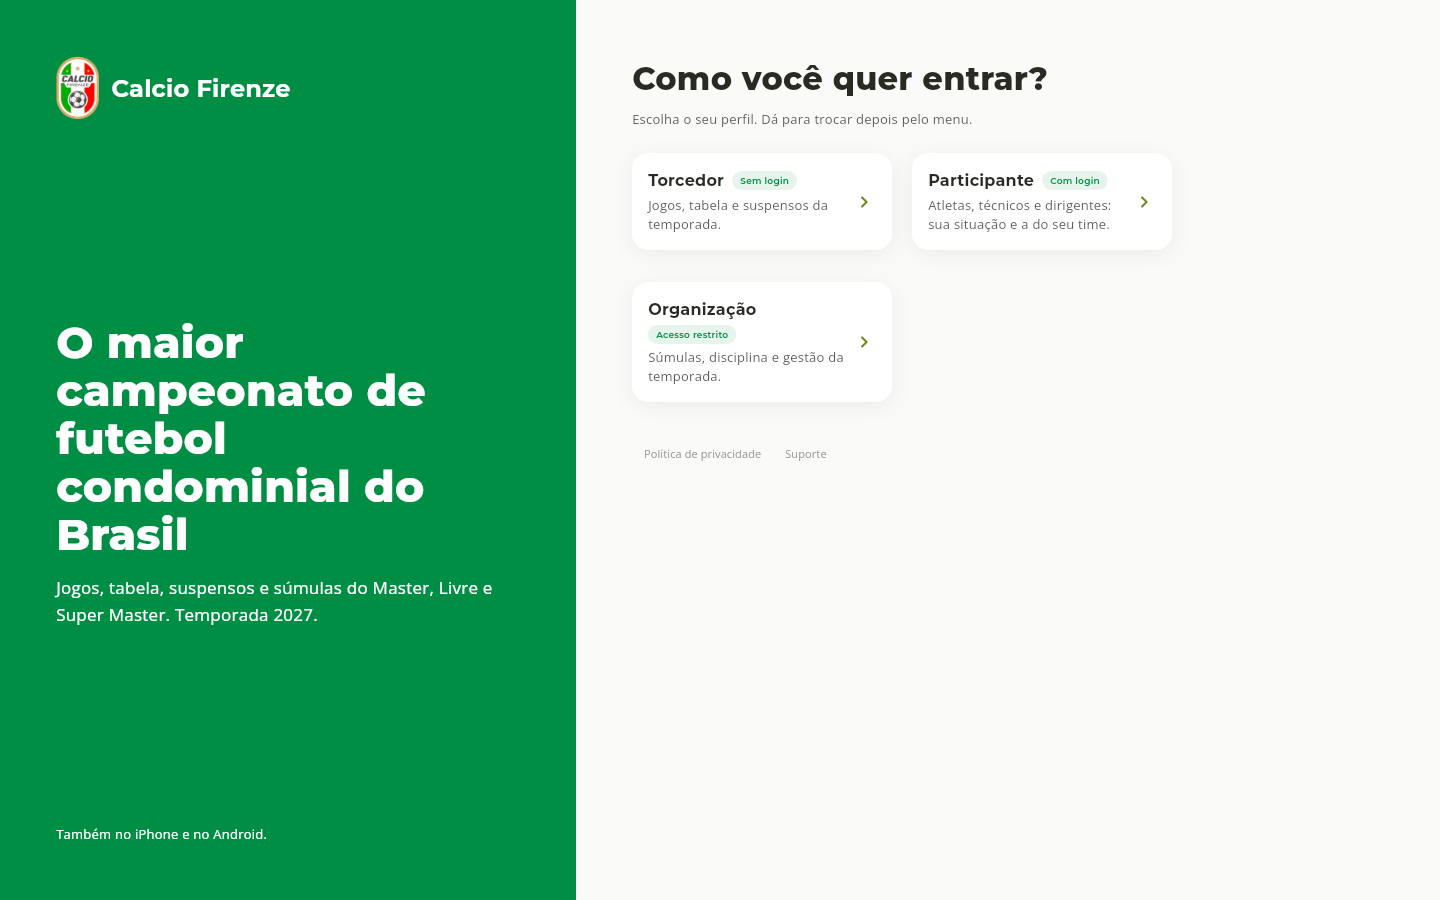 CALCIO
FIRENZE
Calcio Firenze
O maior
campeonato de
futebol
condominial do
Brasil
Jogos, tabela, suspensos e súmulas do Master, Livre e
Super Master. Temporada 2027.
Também no iPhone e no Android.
Como você quer entrar?
Escolha o seu perfil. Dá para trocar depois pelo menu.
Torcedor Sem login
Jogos, tabela e suspensos da
temporada.
Participante Com login
Atletas, técnicos e dirigentes:
sua situação e a do seu time.
Organização
Acesso restrito
Súmulas, disciplina e gestão da
temporada.
Política de privacidade Suporte